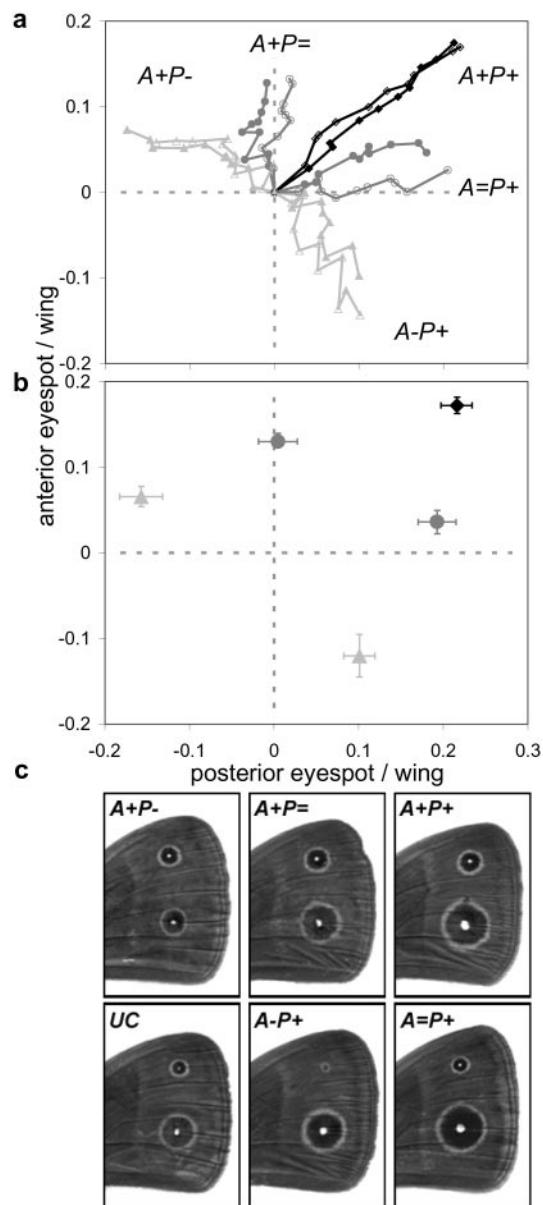 a
0.2
0.1
0
-0.1
-0.2
A+P-
A+P=
A+P+
A=P+
A-P+
b
0.2
0.1
0
-0.1
-0.2
anterior eyespot / wing
-0.2 -0.1 0 0.1 0.2 0.3
posterior eyespot / wing
c
A+P- A+P= A+P+
UC A-P+ A=P+